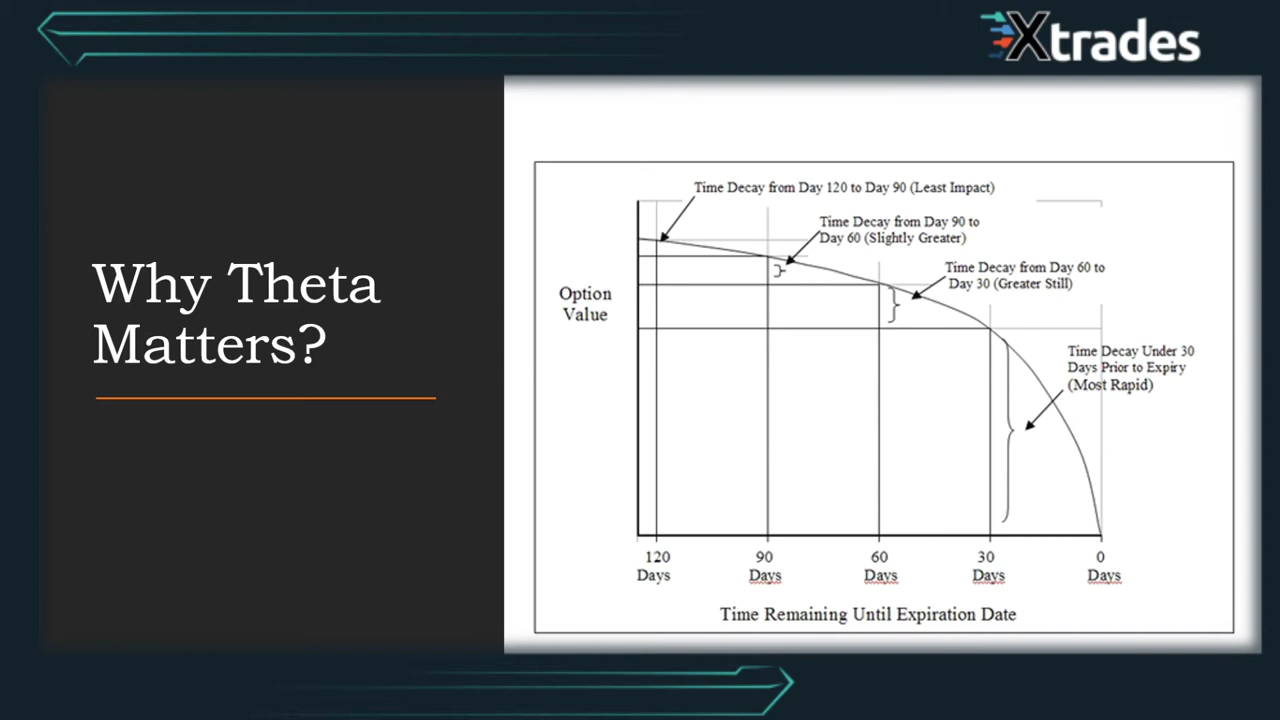 Xtrades
Why Theta
Matters?
Time Decay from Day 120 to Day 90 (Least Impact)
Time Decay from Day 90 to
Day 60 (Slightly Greater)
Time Decay from Day 60 to
Day 30 (Greater Still)
Option
Value
Time Decay Under 30
Days Prior to Expiry
(Most Rapid)
120 90 60 30 0
Days Days Days Days Days
Time Remaining Until Expiration Date